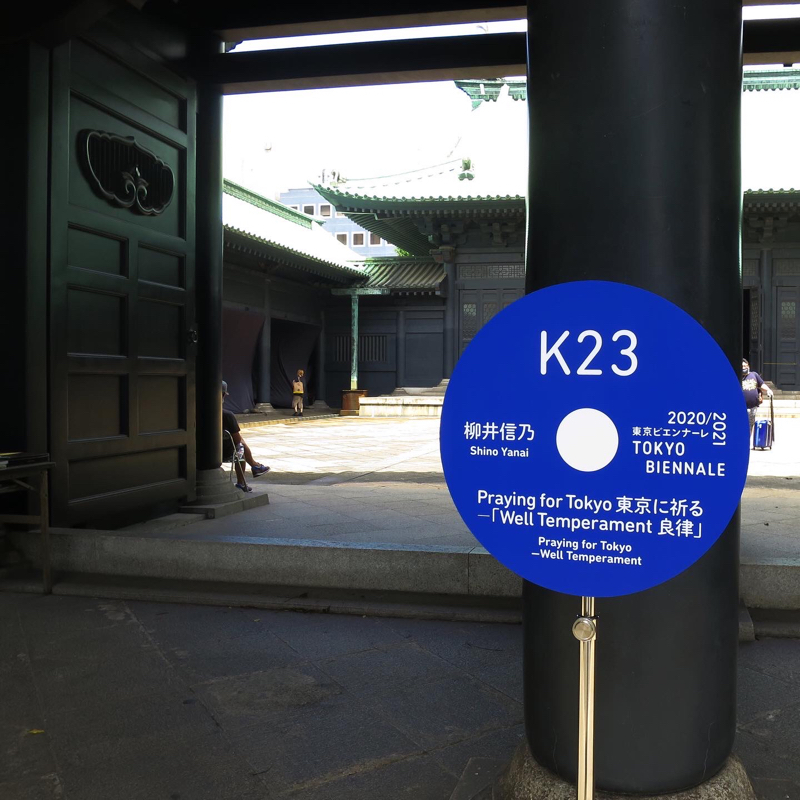 K23
柳井信乃
Shino Yanai
2020/2021
東京ビエンナーレ
TOKYO
BIENNALE
Praying for Tokyo 東京に祈る
—「Well Temperament 良律」
Praying for Tokyo
—Well Temperament